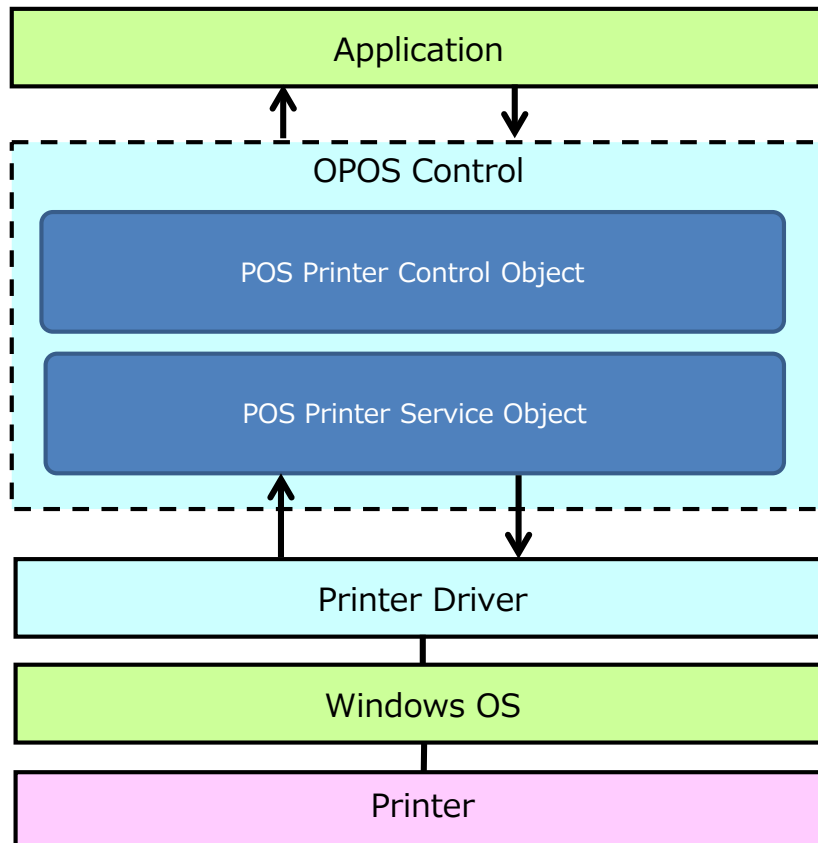 Application
OPOS Control
POS Printer Control Object
POS Printer Service Object
Printer Driver
Windows OS
Printer